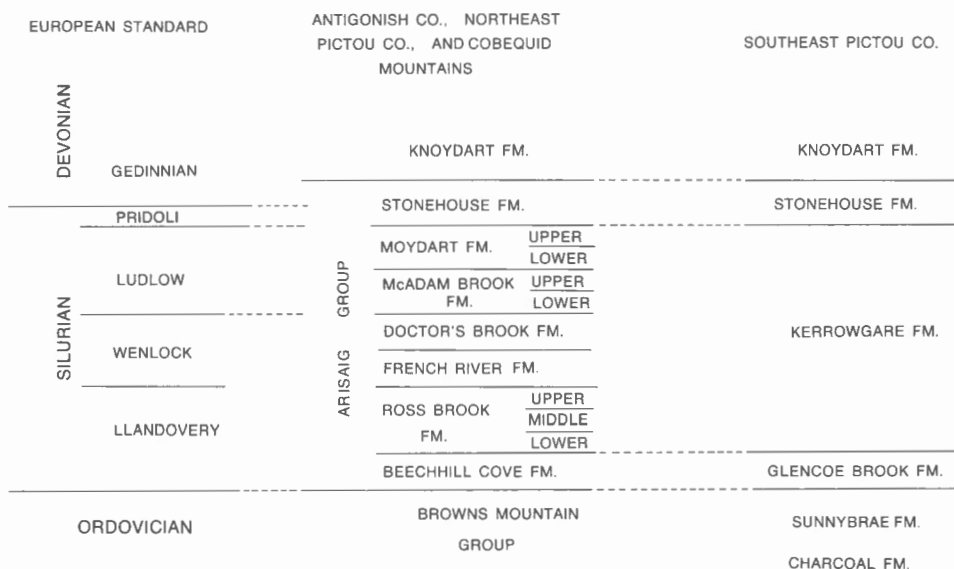 EUROPEAN STANDARD
ANTIGONISH CO., NORTHEAST
PICTOU CO., AND COBEQUID
MOUNTAINS
SOUTHEAST PICTOU CO.
DEVONIAN
GEDINNIAN
KNOYDART FM.
KNOYDART FM.
SILURIAN
PRIDOLI
STONEHOUSE FM.
STONEHOUSE FM.
ARISAIG GROUP
LUDLOW
MOYDART FM.
UPPER
LOWER
McADAM BROOK
FM.
UPPER
LOWER
KERROWGARE FM.
WENLOCK
DOCTOR'S BROOK FM.
FRENCH RIVER FM.
LLANDOVERY
ROSS BROOK
FM.
UPPER
MIDDLE
LOWER
BEECHHILL COVE FM.
GLENCOE BROOK FM.
ORDOVICIAN
BROWNS MOUNTAIN
GROUP
SUNNYBRAE FM.
CHARCOAL FM.